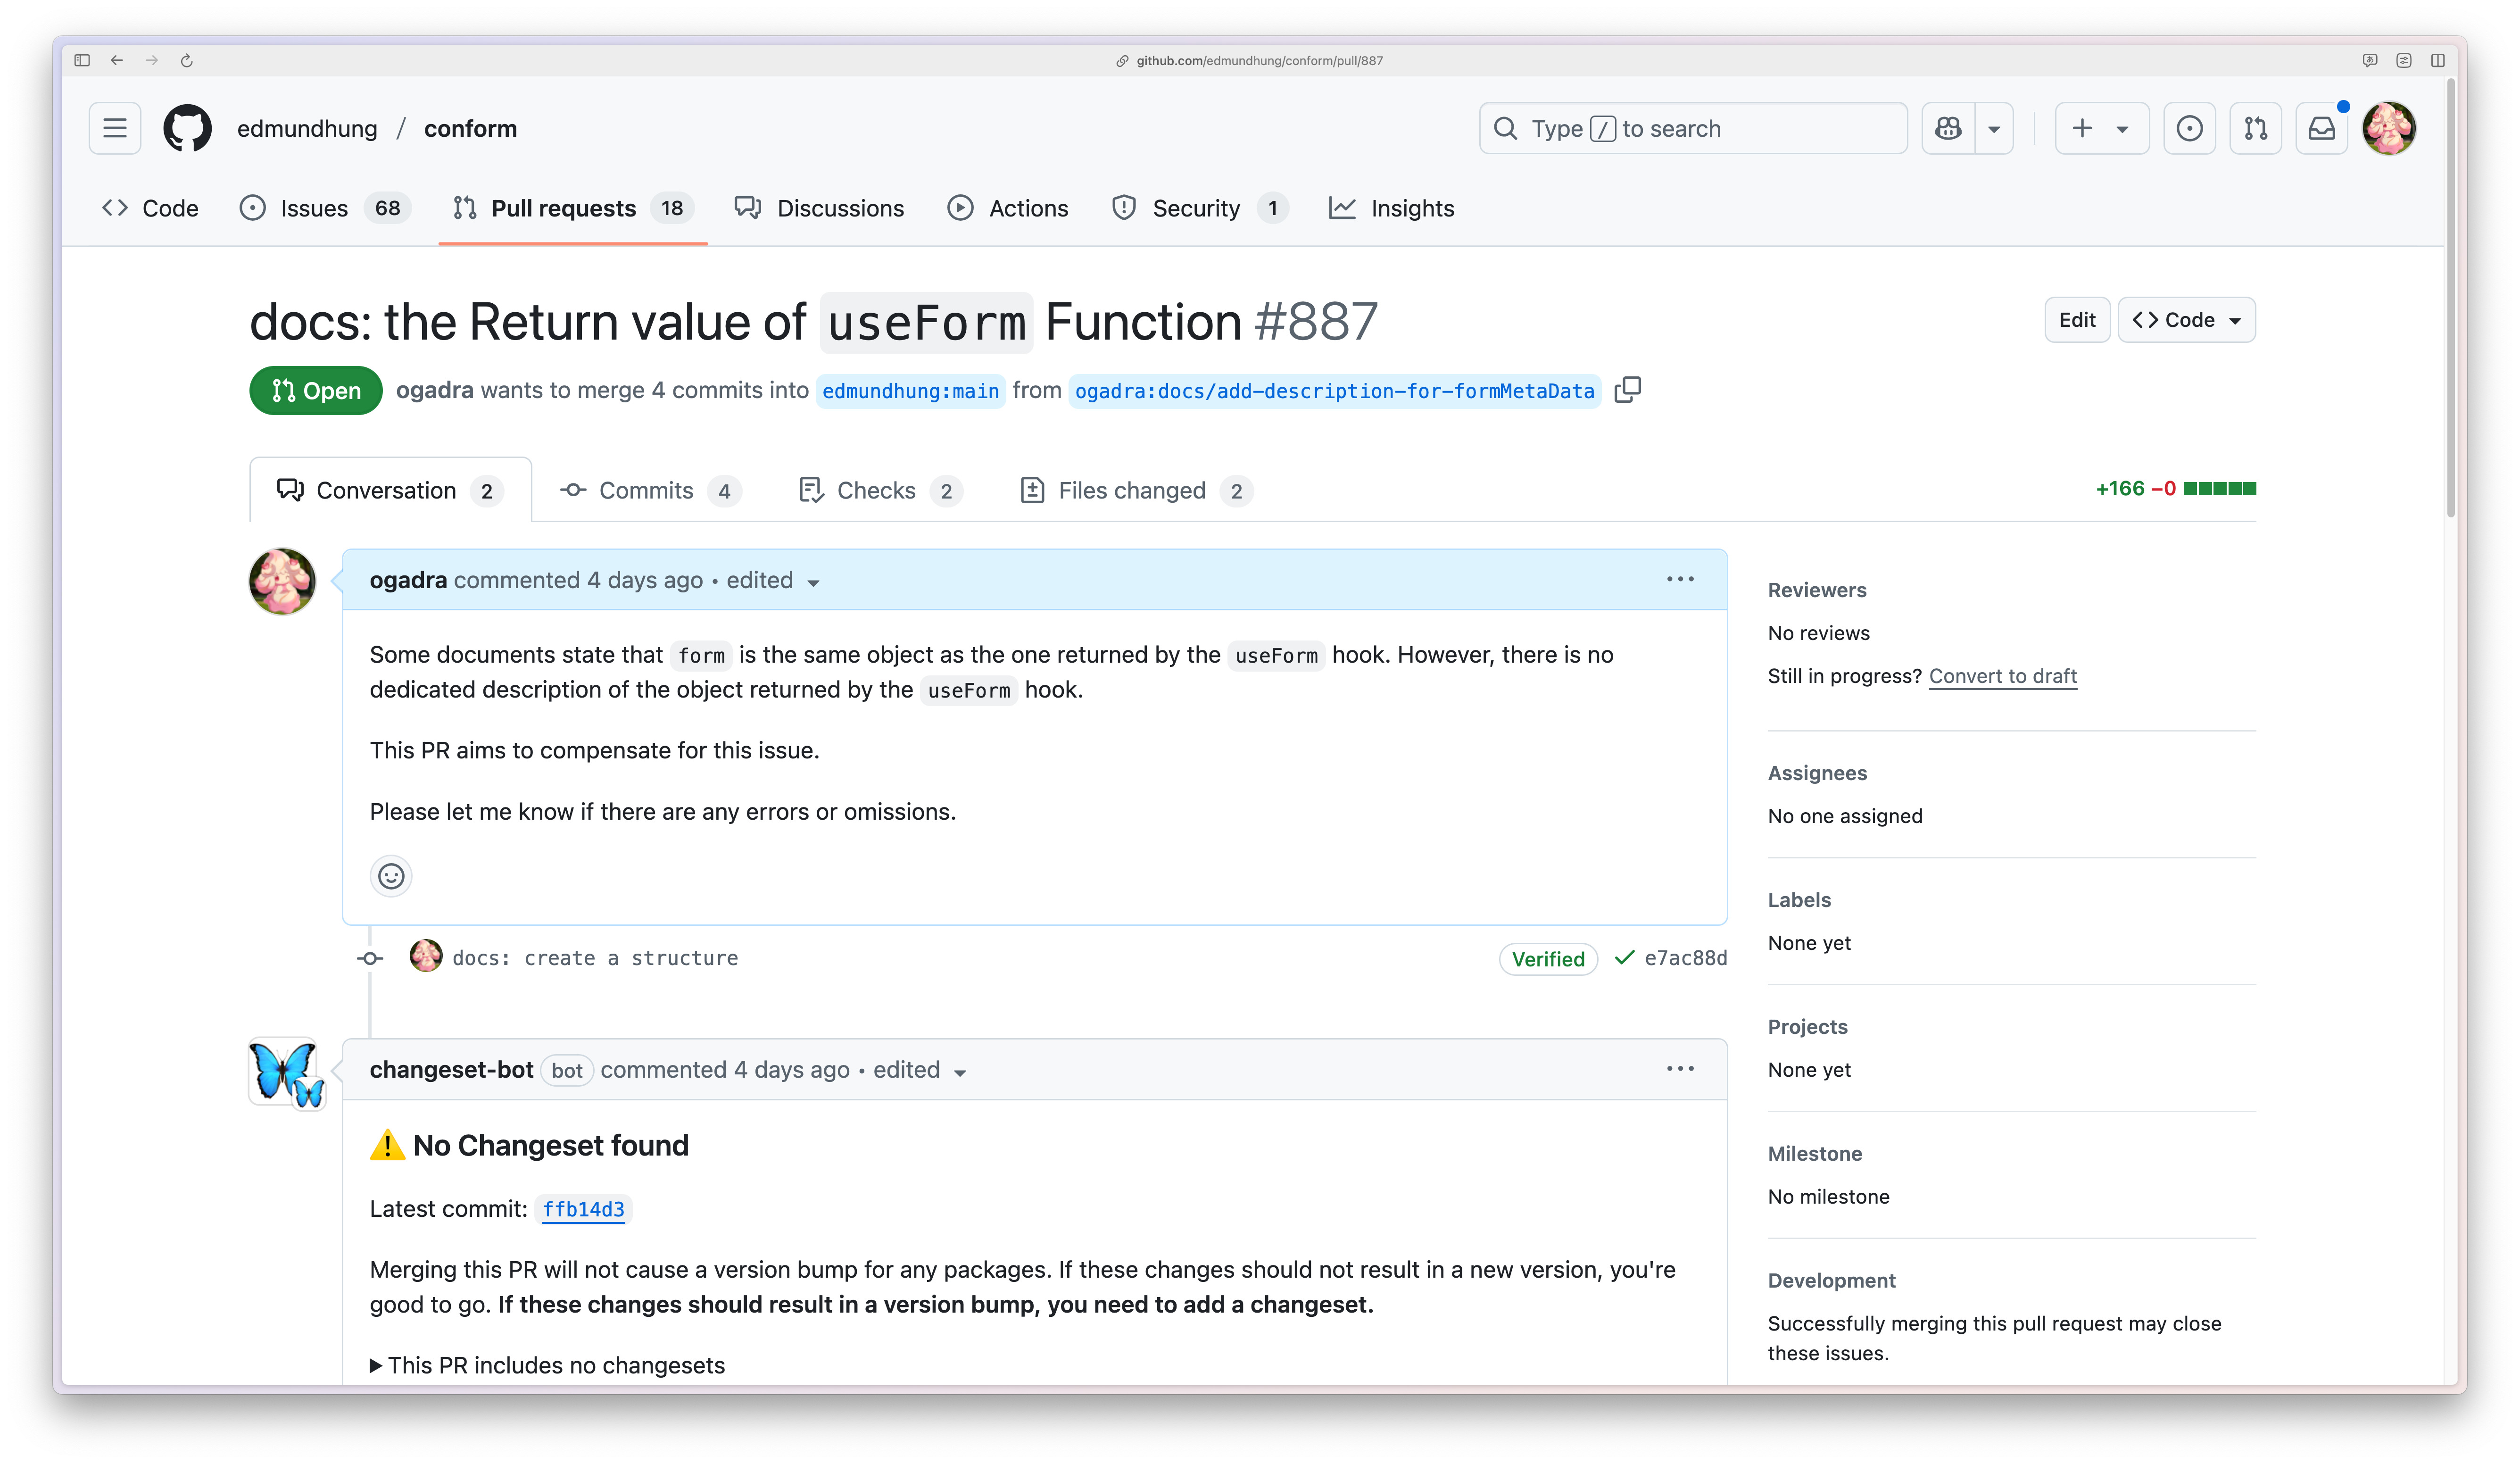 github.com/edmundhung/conform/pull/887
edmundhung / conform
Type / to search
Code
Issues 68
Pull requests 18
Discussions
Actions
Security 1
Insights
docs: the Return value of useForm Function #887
Edit
Code
Open
ogadra wants to merge 4 commits into edmundhung:main from ogadra:docs/add-description-for-formMetaData
Conversation 2
Commits 4
Checks 2
Files changed 2
+166 −0
ogadra commented 4 days ago • edited
Some documents state that form is the same object as the one returned by the useForm hook. However, there is no
dedicated description of the object returned by the useForm hook.
This PR aims to compensate for this issue.
Please let me know if there are any errors or omissions.
docs: create a structure
Verified
e7ac88d
changeset-bot bot commented 4 days ago • edited
⚠️ No Changeset found
Latest commit: ffb14d3
Merging this PR will not cause a version bump for any packages. If these changes should not result in a new version, you're
good to go. If these changes should result in a version bump, you need to add a changeset.
▶ This PR includes no changesets
Reviewers
No reviews
Still in progress? Convert to draft
Assignees
No one assigned
Labels
None yet
Projects
None yet
Milestone
No milestone
Development
Successfully merging this pull request may close
these issues.